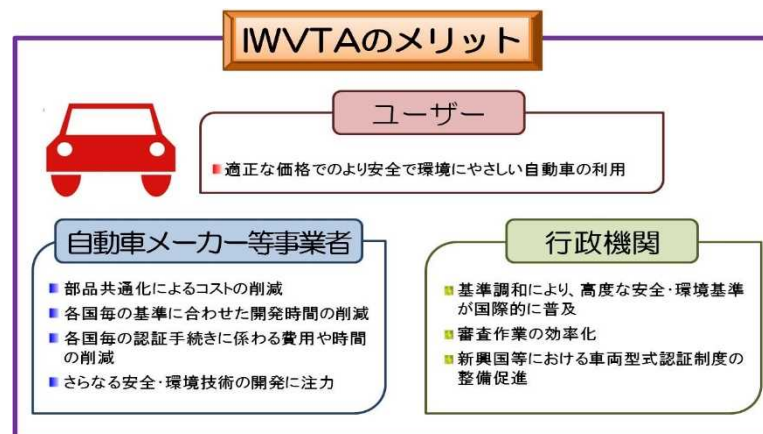 IWVTAのメリット
ユーザー
適正な価格でのより安全で環境にやさしい自動車の利用
自動車メーカー等事業者
部品共通化によるコストの削減
各国毎の基準に合わせた開発時間の削減
各国毎の認証手続きに係わる費用や時間
の削減
さらなる安全・環境技術の開発に注力
行政機関
基準調和により、高度な安全・環境基準
が国際的に普及
審査作業の効率化
新興国等における車両型式認証制度の
整備促進